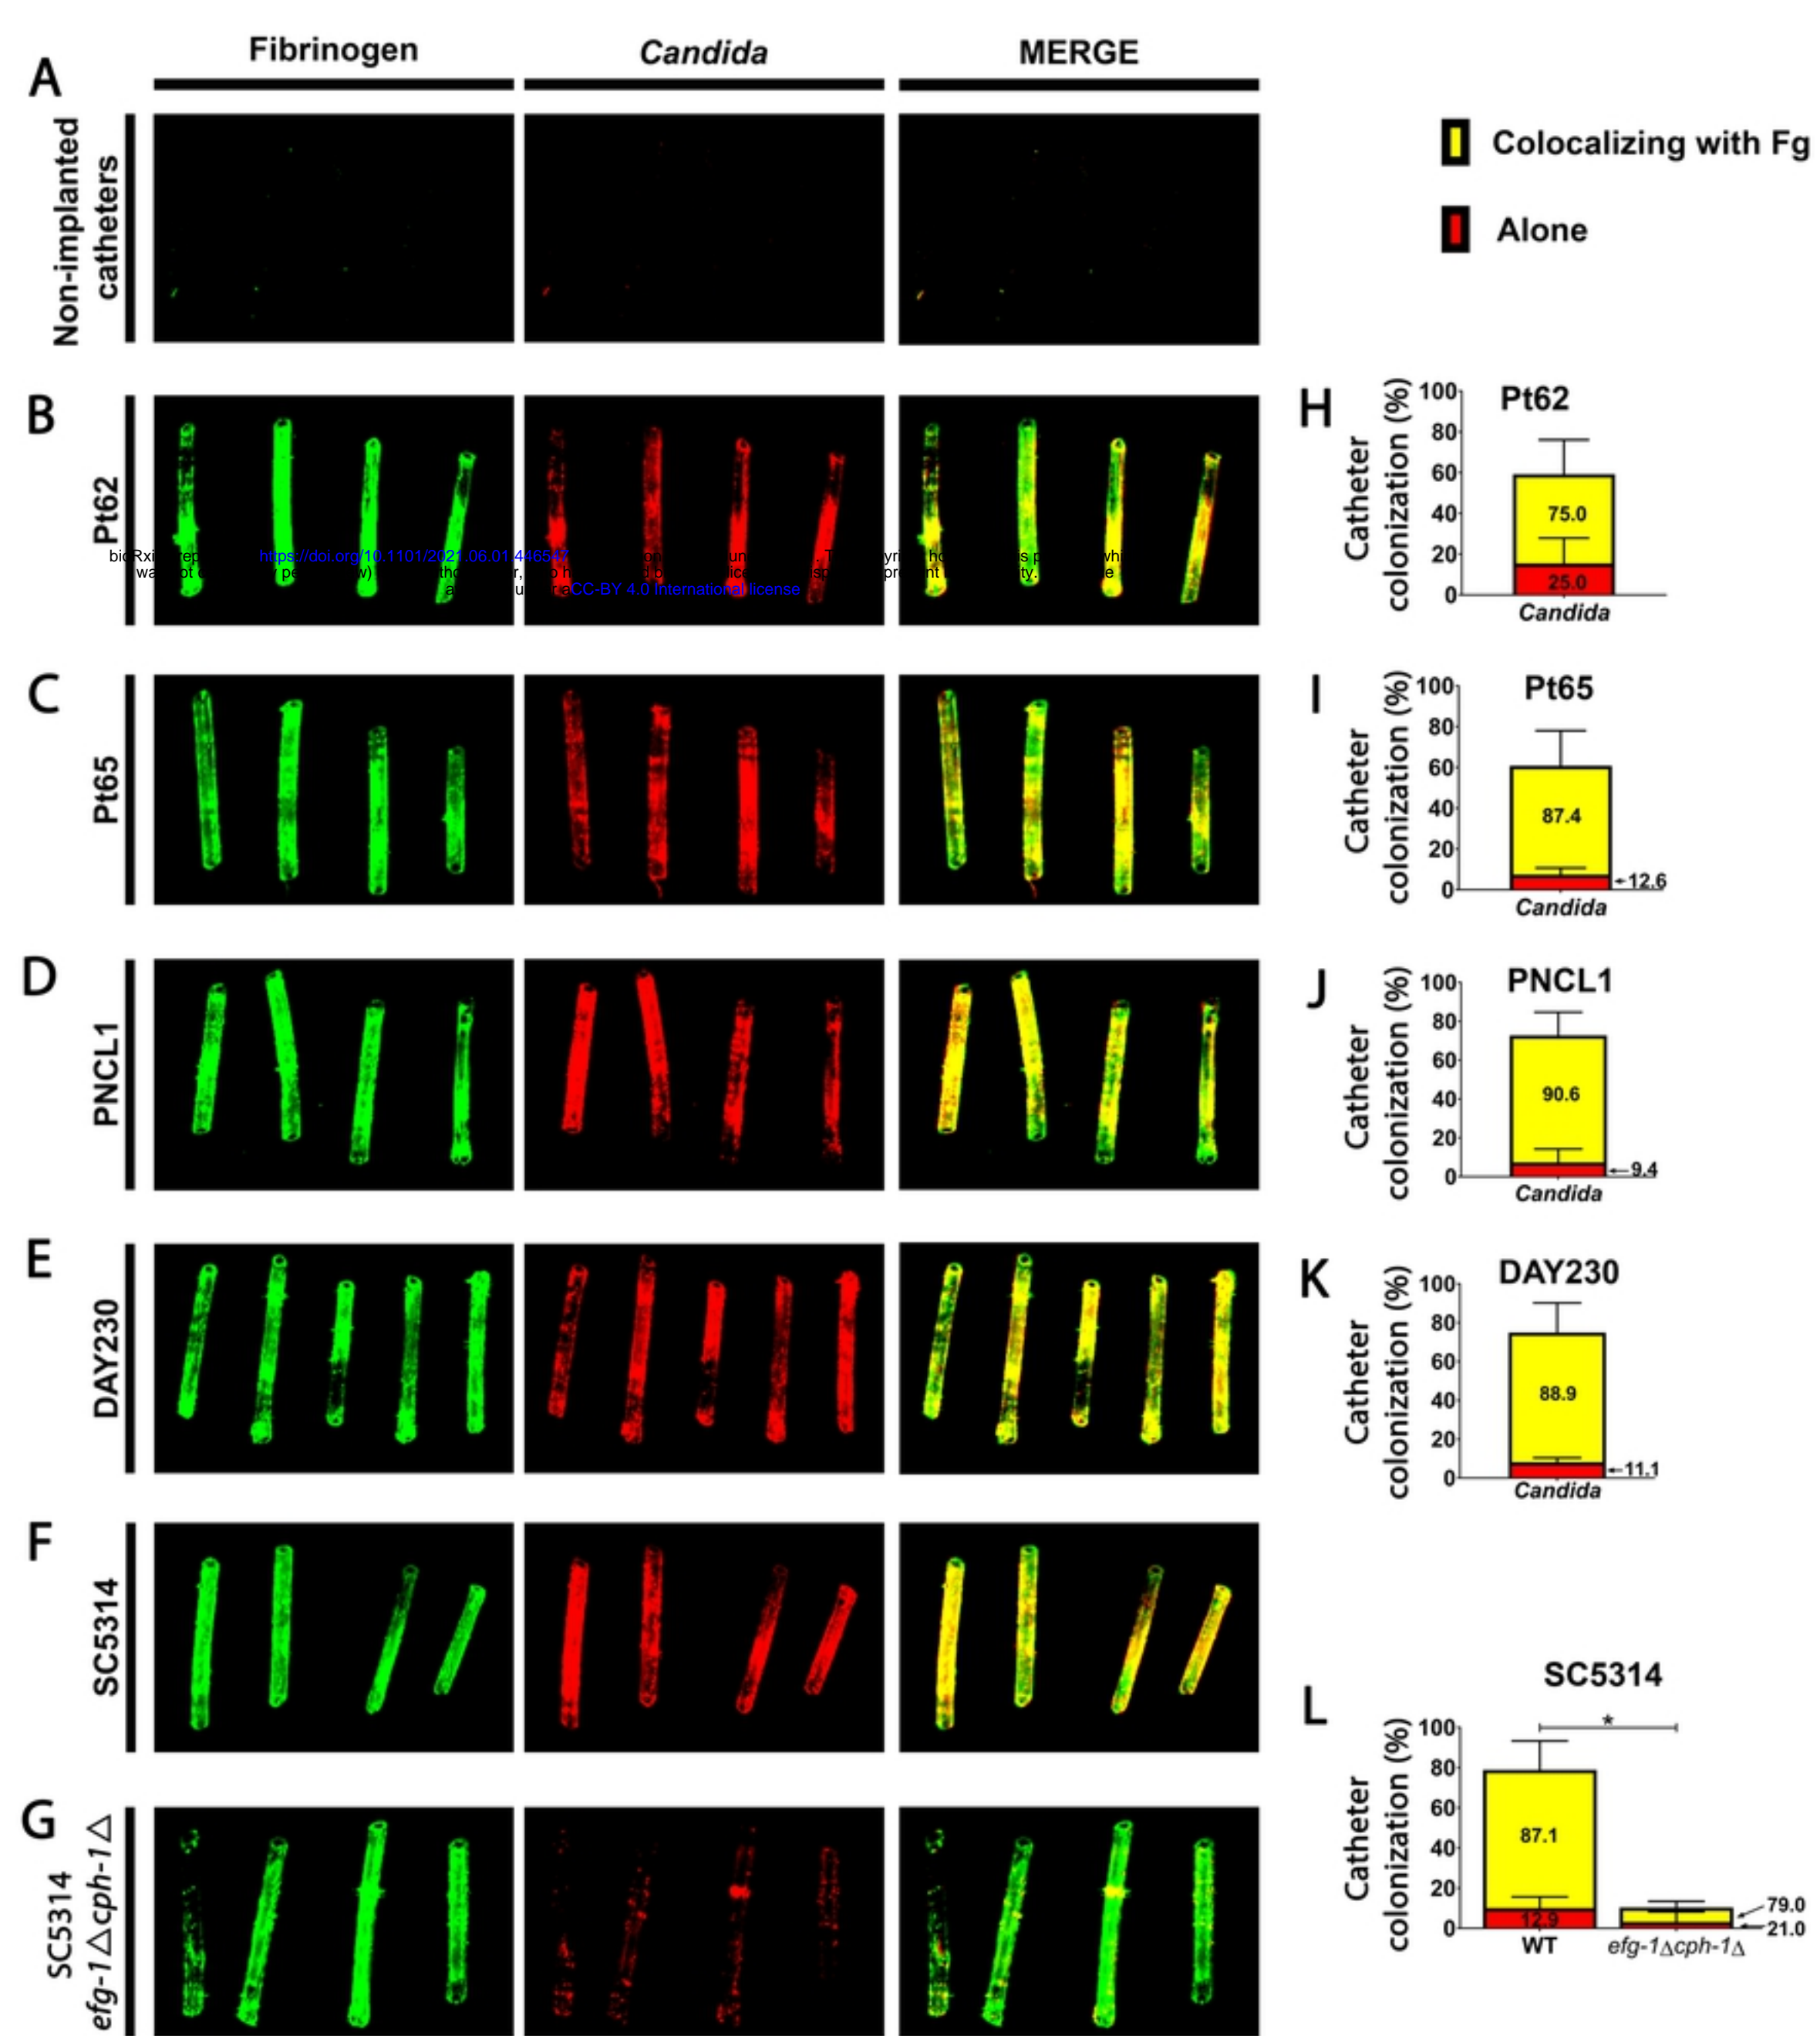 Fibrinogen
Candida
MERGE
A
Non-implanted
catheters
Colocalizing with Fg
Alone
B
Pt62
https://doi.org/10.1101/2021.06.01.446547
CC-BY 4.0 International license
H
Pt62
Catheter
colonization (%)
100
80
60
40
20
0
75.0
25.0
Candida
C
Pt65
I
Pt65
Catheter
colonization (%)
100
80
60
40
20
0
87.4
12.6
Candida
D
PNCL1
J
PNCL1
Catheter
colonization (%)
100
80
60
40
20
0
90.6
9.4
Candida
E
DAY230
K
DAY230
Catheter
colonization (%)
100
80
60
40
20
0
88.9
11.1
Candida
F
SC5314
L
SC5314
Catheter
colonization (%)
100
80
60
40
20
0
*
87.1
12.9
79.0
21.0
WT
efg-1Δcph-1Δ
G
SC5314
efg-1Δcph-1Δ